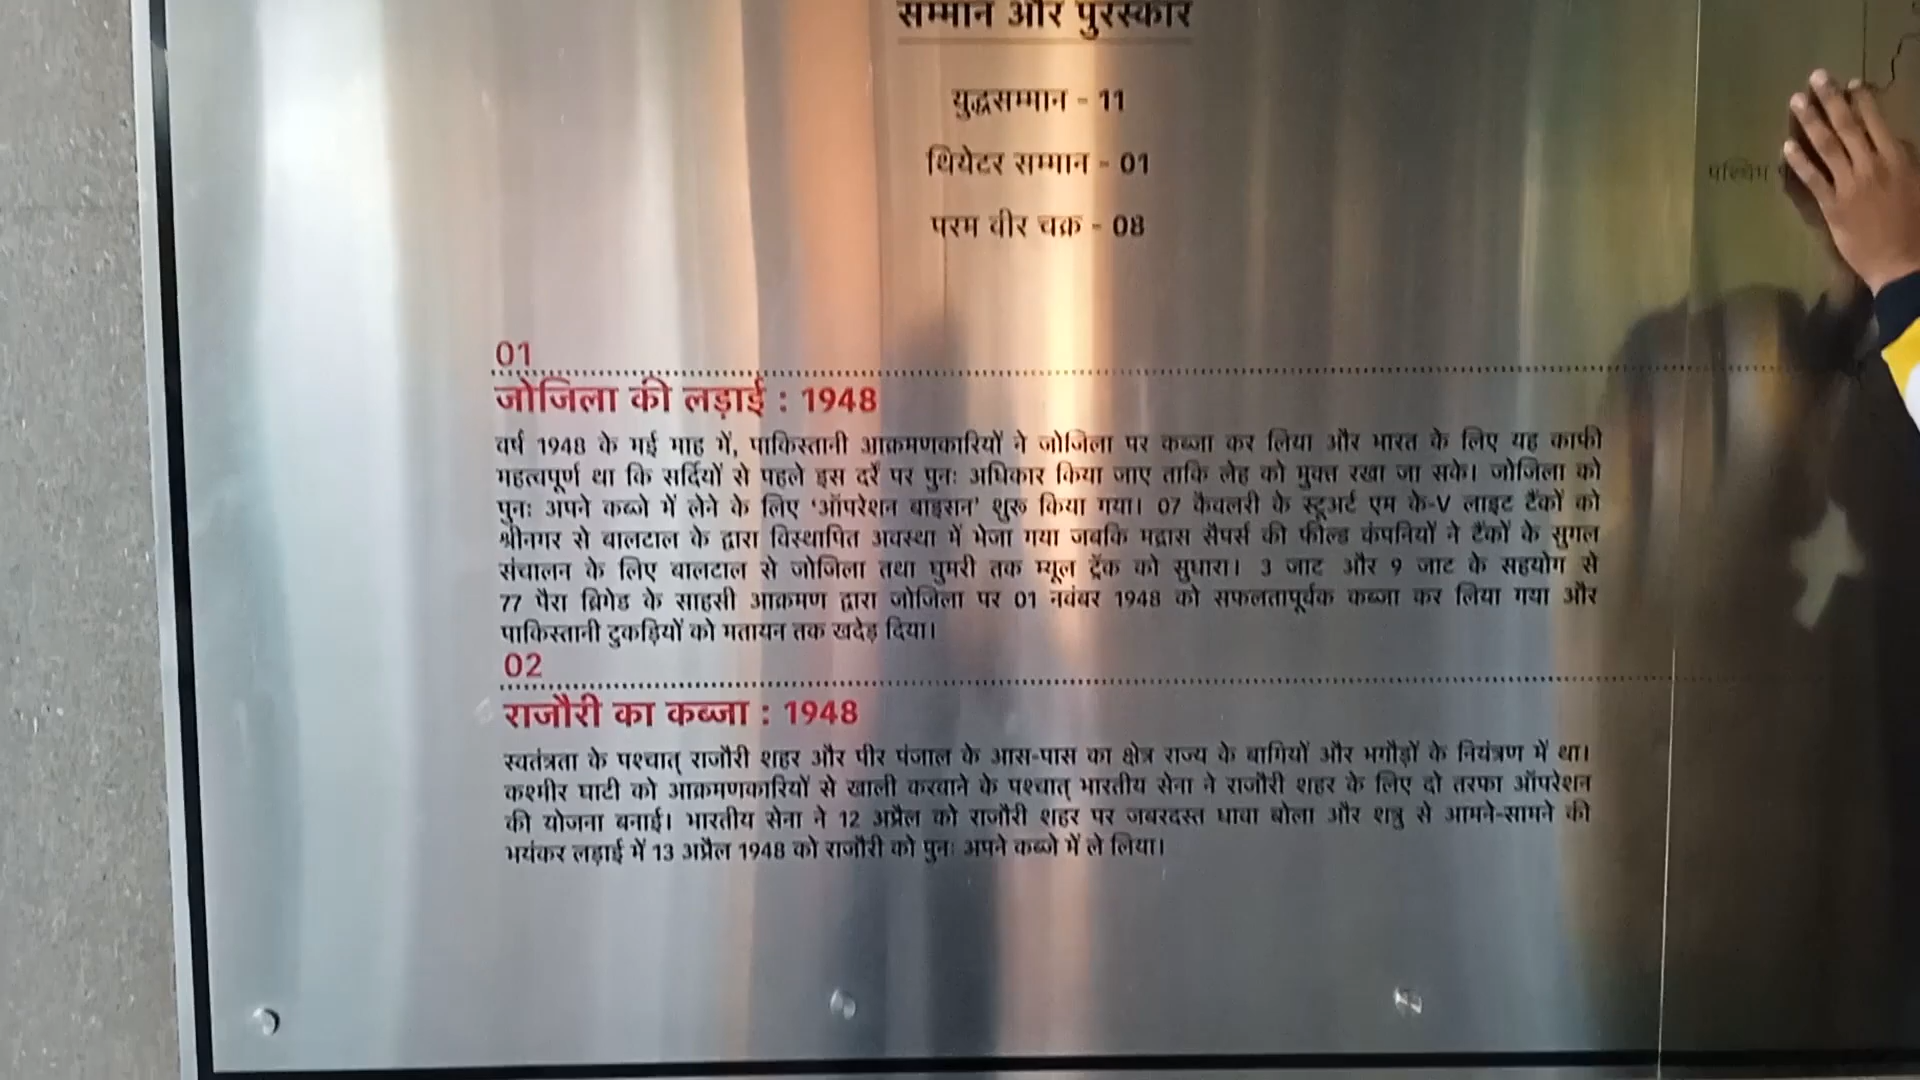 सम्मान और पुरस्कार
युद्धसम्मान - 11
थियेटर सम्मान - 01
परम वीर चक्र - 08
पश्चिम
01
जोजिला की लड़ाई : 1948
वर्ष 1948 के मई माह में, पाकिस्तानी आक्रमणकारियों ने जोजिला पर कब्जा कर लिया और भारत के लिए यह काफी
महत्वपूर्ण था कि सर्दियों से पहले इस दर्रे पर पुनः अधिकार किया जाए ताकि लेह को मुक्त रखा जा सके। जोजिला को
पुनः अपने कब्जे में लेने के लिए 'ऑपरेशन बाइसन' शुरू किया गया। 07 कैवलरी के स्टूअर्ट एम के-V लाइट टैंकों को
श्रीनगर से बालटाल के द्वारा विस्थापित अवस्था में भेजा गया जबकि मद्रास सैपर्स की फील्ड कंपनियों ने टैंकों के सुगल
संचालन के लिए बालटाल से जोजिला तथा घुमरी तक म्यूल ट्रॅक को सुधारा। 3 जाट और 9 जाट के सहयोग से
77 पैरा ब्रिगेड के साहसी आक्रमण द्वारा जोजिला पर 01 नवंबर 1948 को सफलतापूर्वक कब्जा कर लिया गया और
पाकिस्तानी टुकड़ियों को मतायन तक खदेड़ दिया।
02
राजौरी का कब्जा : 1948
स्वतंत्रता के पश्चात् राजौरी शहर और पीर पंजाल के आस-पास का क्षेत्र राज्य के बागियों और भगौड़ों के नियंत्रण में था।
कश्मीर घाटी को आक्रमणकारियों से खाली करवाने के पश्चात् भारतीय सेना ने राजौरी शहर के लिए दो तरफा ऑपरेशन
की योजना बनाई। भारतीय सेना ने 12 अप्रैल को राजौरी शहर पर जबरदस्त धावा बोला और शत्रु से आमने-सामने की
भयंकर लड़ाई में 13 अप्रैल 1948 को राजौरी को पुनः अपने कब्जे में ले लिया।